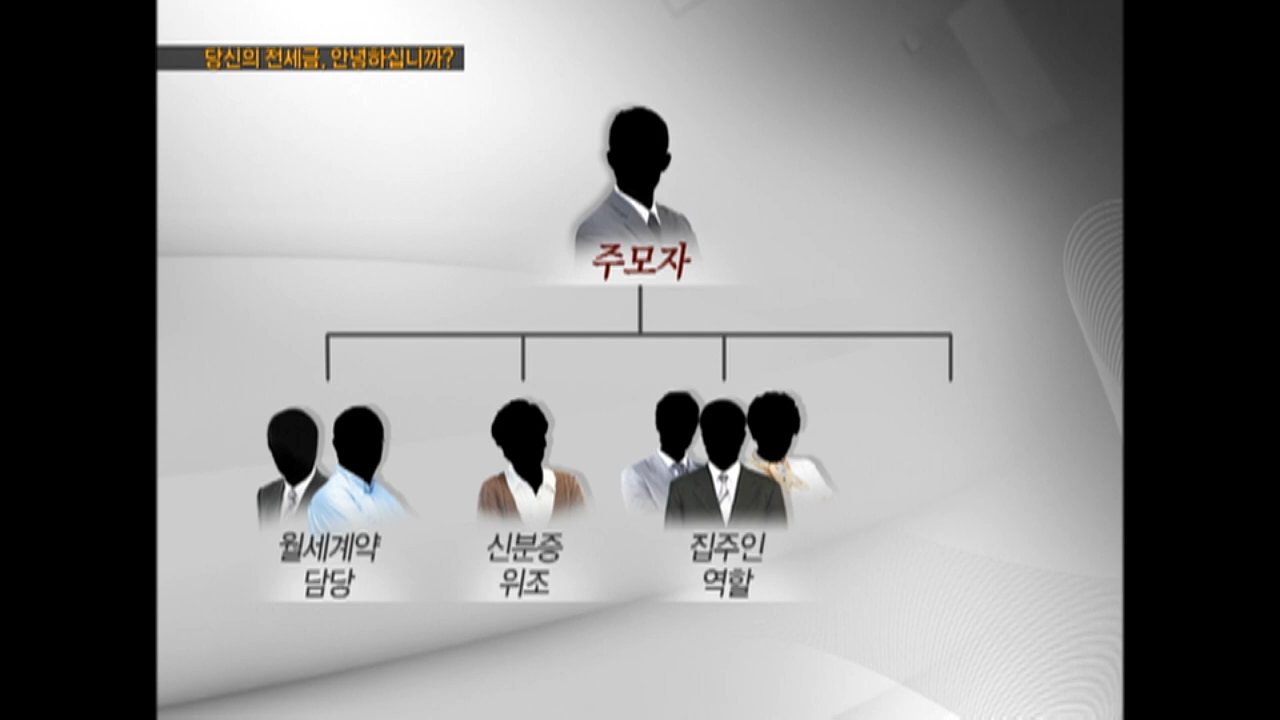 당신의 전세금, 안녕하십니까?
주모자
월세계약
담당
신분증
위조
집주인
역할